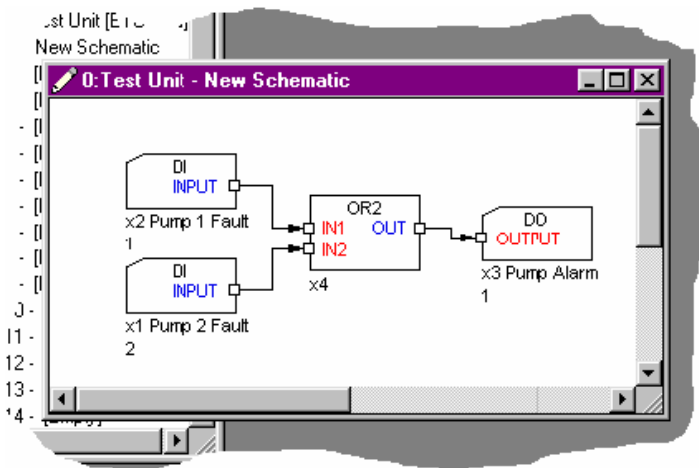 New Schematic
0:Test Unit - New Schematic
DI
INPUT
x2 Pump 1 Fault
1
OR2
IN1 OUT
IN2
x4
DO
OUTPUT
x3 Pump Alarm
1
DI
INPUT
x1 Pump 2 Fault
2
11 -
12 -
13 -